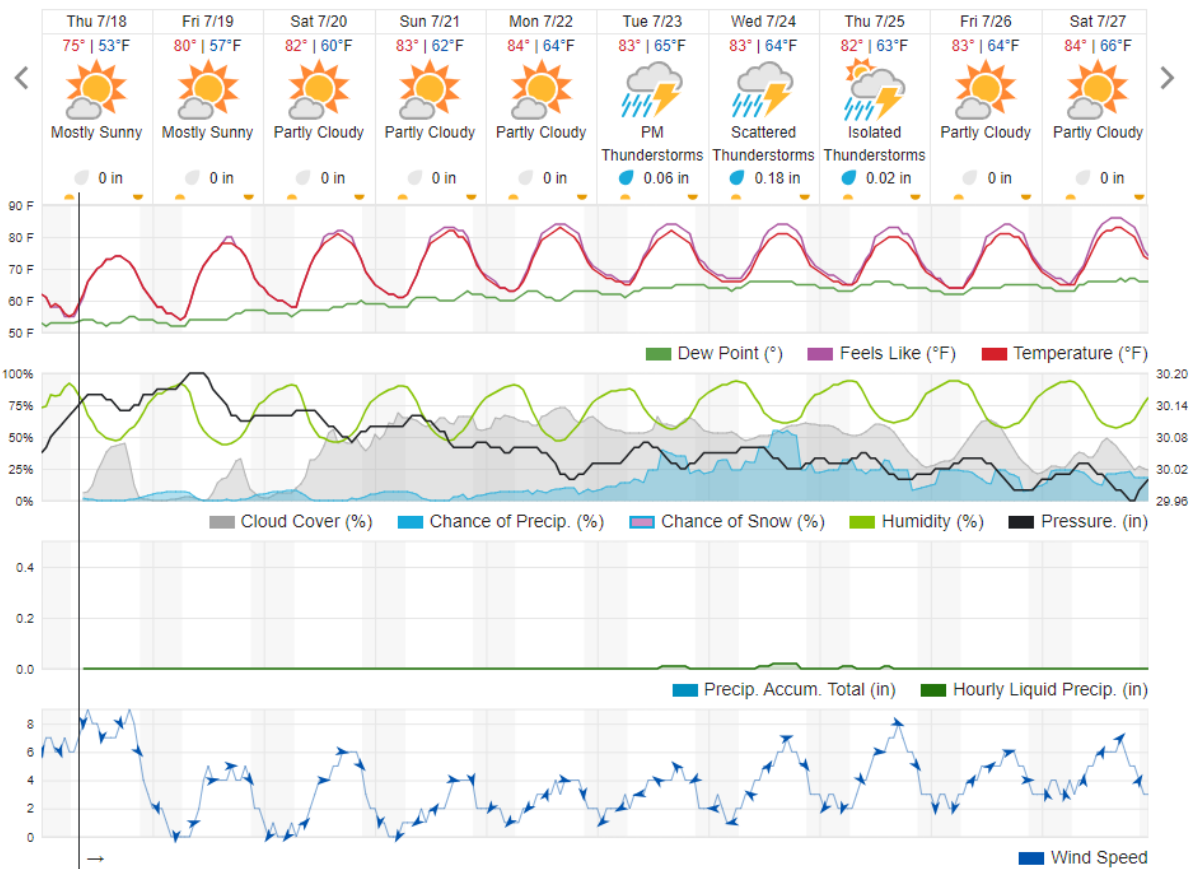 Thu 7/18 Fri 7/19 Sat 7/20 Sun 7/21 Mon 7/22 Tue 7/23 Wed 7/24 Thu 7/25 Fri 7/26 Sat 7/27
75° | 53°F 80° | 57°F 82° | 60°F 83° | 62°F 84° | 64°F 83° | 65°F 83° | 64°F 82° | 63°F 83° | 64°F 84° | 66°F
Mostly Sunny Mostly Sunny Partly Cloudy Partly Cloudy Partly Cloudy PM Scattered Isolated Partly Cloudy Partly Cloudy
Thunderstorms Thunderstorms Thunderstorms
0 in 0 in 0 in 0 in 0 in 0.06 in 0.18 in 0.02 in 0 in 0 in
90 F
80 F
70 F
60 F
50 F
Dew Point (°) Feels Like (°F) Temperature (°F)
100% 30.20
75% 30.14
50% 30.08
25% 30.02
0% 29.96
Cloud Cover (%) Chance of Precip. (%) Chance of Snow (%) Humidity (%) Pressure. (in)
0.4
0.2
0.0
Precip. Accum. Total (in) Hourly Liquid Precip. (in)
8
6
4
2
0
→ Wind Speed